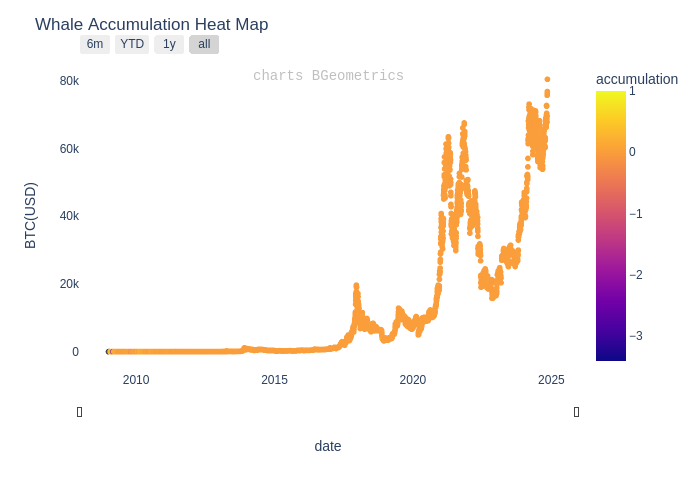 Whale Accumulation Heat Map
6m YTD 1y all
charts BGeometrics
accumulation
80k
60k
40k
20k
0
BTC(USD)
1
0
−1
−2
−3
2010 2015 2020 2025
date